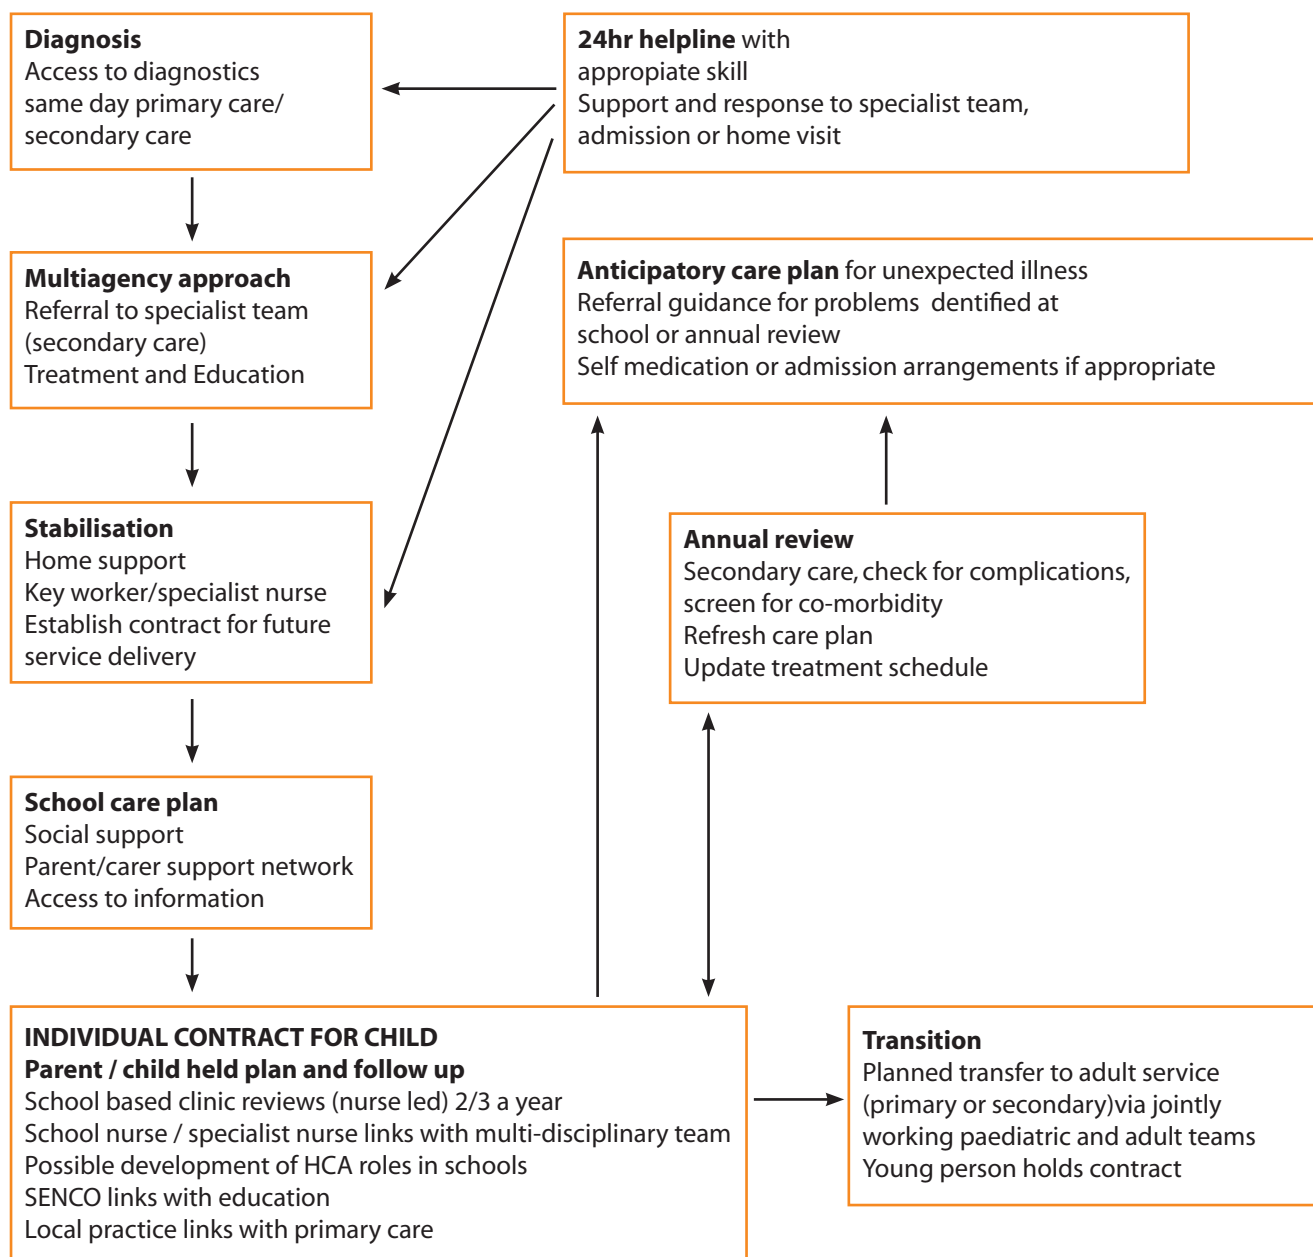 Diagnosis
Access to diagnostics
same day primary care/
secondary care
24hr helpline with
appropiate skill
Support and response to specialist team,
admission or home visit
Multiagency approach
Referral to specialist team
(secondary care)
Treatment and Education
Anticipatory care plan for unexpected illness
Referral guidance for problems  dentified at
school or annual review
Self medication or admission arrangements if appropriate
Stabilisation
Home support
Key worker/specialist nurse
Establish contract for future
service delivery
Annual review
Secondary care, check for complications,
screen for co-morbidity
Refresh care plan
Update treatment schedule
School care plan
Social support
Parent/carer support network
Access to information
INDIVIDUAL CONTRACT FOR CHILD
Parent / child held plan and follow up
School based clinic reviews (nurse led) 2/3 a year
School nurse / specialist nurse links with multi-disciplinary team
Possible development of HCA roles in schools
SENCO links with education
Local practice links with primary care
Transition
Planned transfer to adult service
(primary or secondary)via jointly
working paediatric and adult teams
Young person holds contract